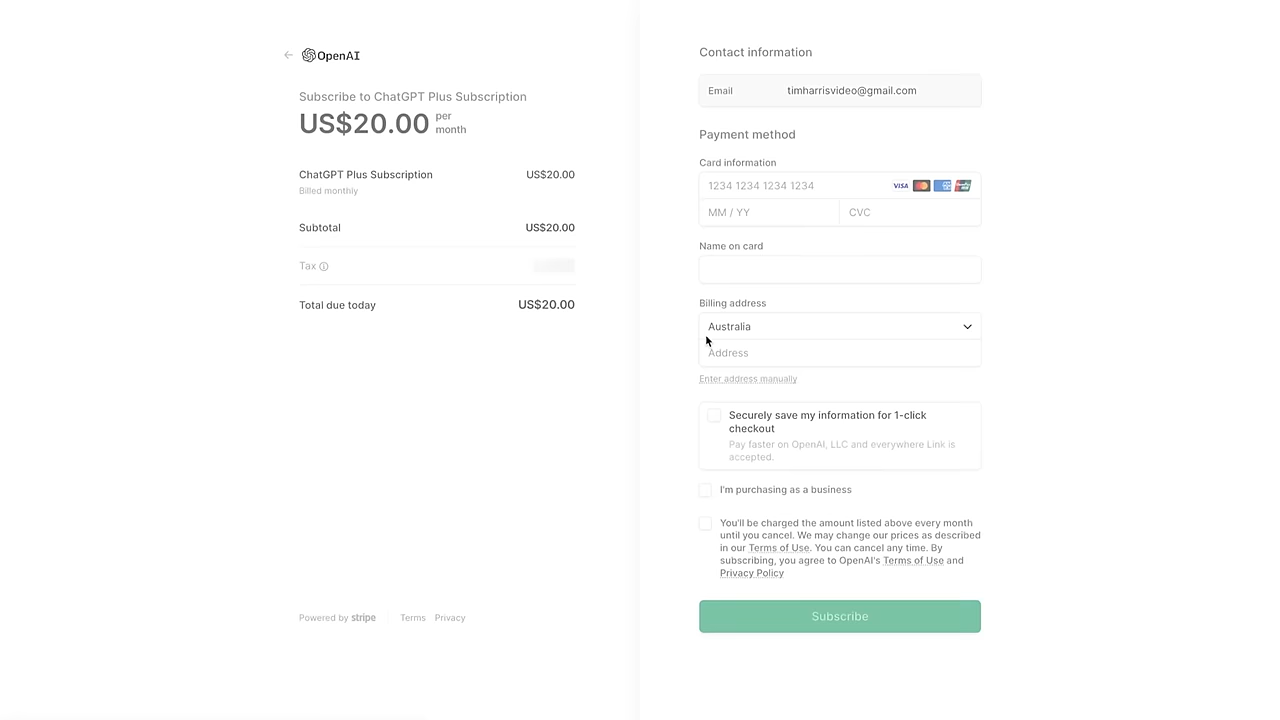 OpenAI
Subscribe to ChatGPT Plus Subscription
US$20.00 per
month
ChatGPT Plus Subscription US$20.00
Billed monthly
Subtotal US$20.00
Tax
Total due today US$20.00
Powered by stripe Terms Privacy
Contact information
Email timharrisvideo@gmail.com
Payment method
Card information
1234 1234 1234 1234 VISA
MM / YY CVC
Name on card
Billing address
Australia
Address
Enter address manually
Securely save my information for 1-click
checkout
Pay faster on OpenAI, LLC and everywhere Link is
accepted.
I'm purchasing as a business
You'll be charged the amount listed above every month
until you cancel. We may change our prices as described
in our Terms of Use. You can cancel any time. By
subscribing, you agree to OpenAI's Terms of Use and
Privacy Policy
Subscribe